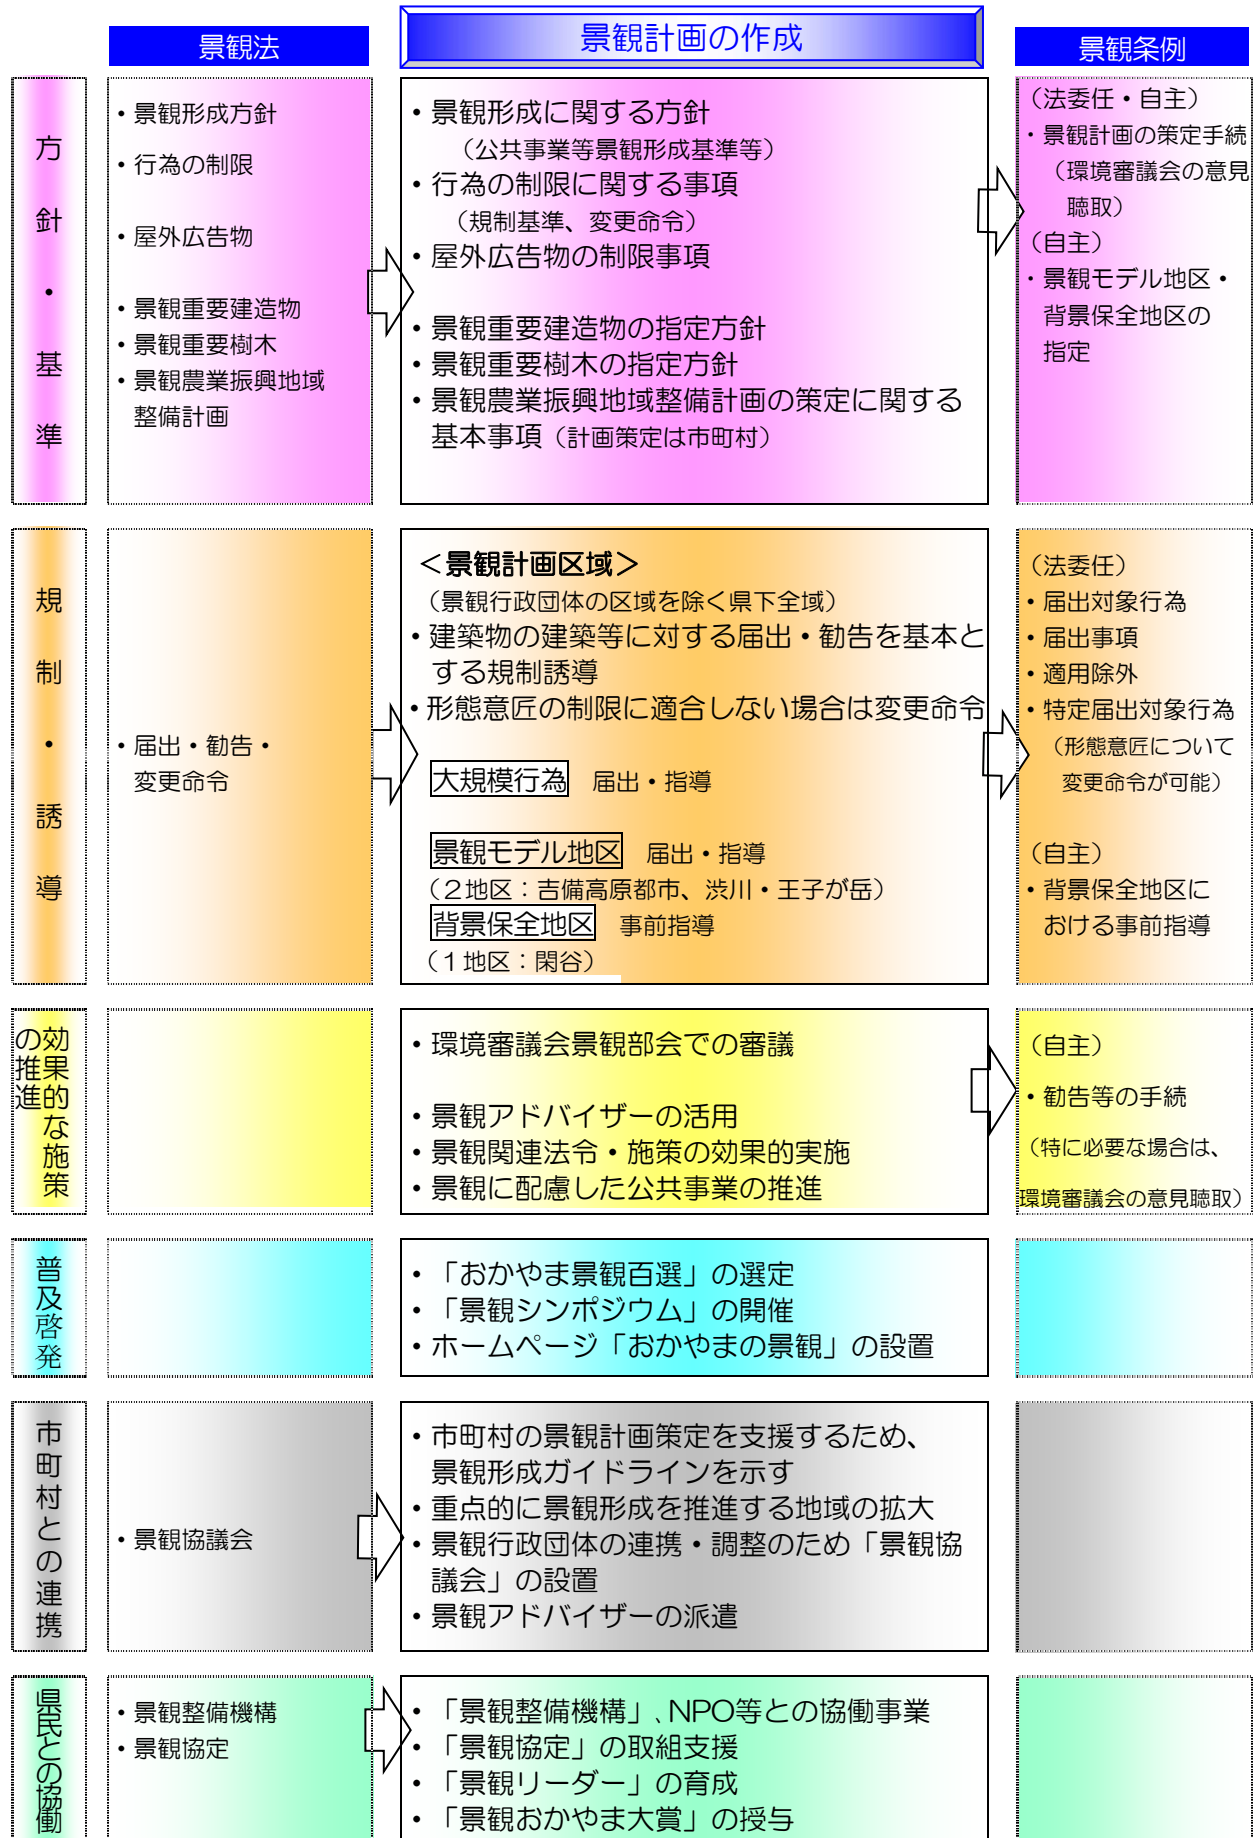 景観法
景観計画の作成
景観条例
方針・基準
・景観形成方針
・行為の制限
・屋外広告物
・景観重要建造物
・景観重要樹木
・景観農業振興地域
整備計画
・景観形成に関する方針
（公共事業等景観形成基準等）
・行為の制限に関する事項
（規制基準、変更命令）
・屋外広告物の制限事項
・景観重要建造物の指定方針
・景観重要樹木の指定方針
・景観農業振興地域整備計画の策定に関する
基本事項（計画策定は市町村）
（法委任・自主）
・景観計画の策定手続
（環境審議会の意見
聴取）
（自主）
・景観モデル地区・
背景保全地区の
指定
規制・誘導
・届出・勧告・
変更命令
＜景観計画区域＞
（景観行政団体の区域を除く県下全域）
・建築物の建築等に対する届出・勧告を基本と
する規制誘導
・形態意匠の制限に適合しない場合は変更命令
大規模行為　届出・指導
景観モデル地区　届出・指導
（２地区：吉備高原都市、渋川・王子が岳）
背景保全地区　事前指導
（１地区：閑谷）
（法委任）
・届出対象行為
・届出事項
・適用除外
・特定届出対象行為
（形態意匠について
変更命令が可能）
（自主）
・背景保全地区に
おける事前指導
効果的な施策
の推進
・環境審議会景観部会での審議
・景観アドバイザーの活用
・景観関連法令・施策の効果的実施
・景観に配慮した公共事業の推進
（自主）
・勧告等の手続
（特に必要な場合は、
環境審議会の意見聴取）
普及啓発
・「おかやま景観百選」の選定
・「景観シンポジウム」の開催
・ホームページ「おかやまの景観」の設置
市町村との連携
・景観協議会
・市町村の景観計画策定を支援するため、
景観形成ガイドラインを示す
・重点的に景観形成を推進する地域の拡大
・景観行政団体の連携・調整のため「景観協
議会」の設置
・景観アドバイザーの派遣
県民との協働
・景観整備機構
・景観協定
・「景観整備機構」、NPO等との協働事業
・「景観協定」の取組支援
・「景観リーダー」の育成
・「景観おかやま大賞」の授与